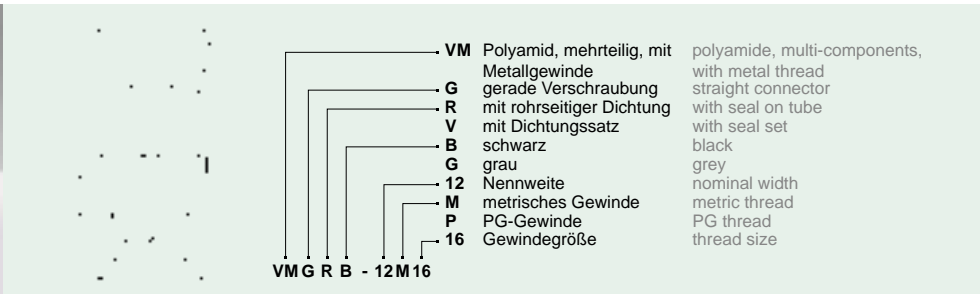 VM Polyamid, mehrteilig, mit polyamide, multi-components,
Metallgewinde with metal thread
G gerade Verschraubung straight connector
R mit rohrseitiger Dichtung with seal on tube
V mit Dichtungssatz with seal set
B schwarz black
G grau grey
12 Nennweite nominal width
M metrisches Gewinde metric thread
P PG-Gewinde PG thread
16 Gewindegröße thread size
VM G R B - 12 M 16